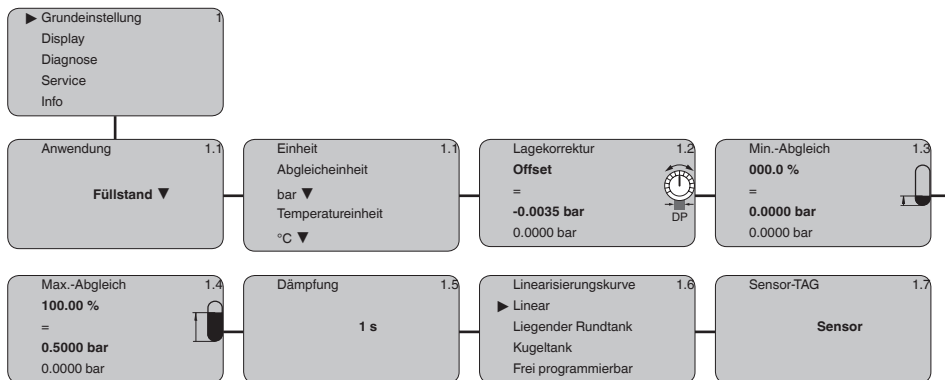 ▶ Grundeinstellung 1
Display
Diagnose
Service
Info
Anwendung 1.1
Füllstand ▼
Einheit 1.1
Abgleicheinheit
bar ▼
Temperatureinheit
°C ▼
Lagekorrektur 1.2
Offset
=
-0.0035 bar
0.0000 bar
DP
Min.-Abgleich 1.3
000.0 %
=
0.0000 bar
0.0000 bar
Max.-Abgleich 1.4
100.00 %
=
0.5000 bar
0.0000 bar
Dämpfung 1.5
1 s
Linearisierungskurve 1.6
▶ Linear
Liegender Rundtank
Kugeltank
Frei programmierbar
Sensor-TAG 1.7
Sensor